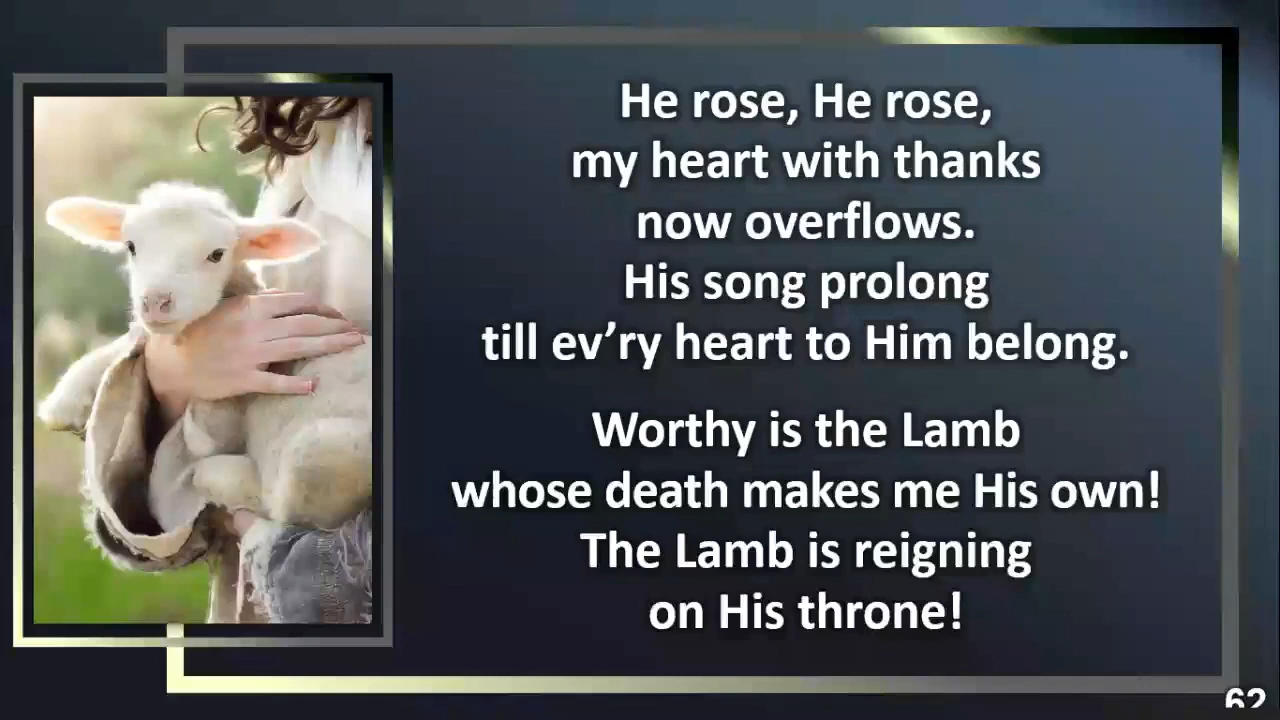 He rose, He rose,
my heart with thanks
now overflows.
His song prolong
till ev’ry heart to Him belong.
Worthy is the Lamb
whose death makes me His own!
The Lamb is reigning
on His throne!
62